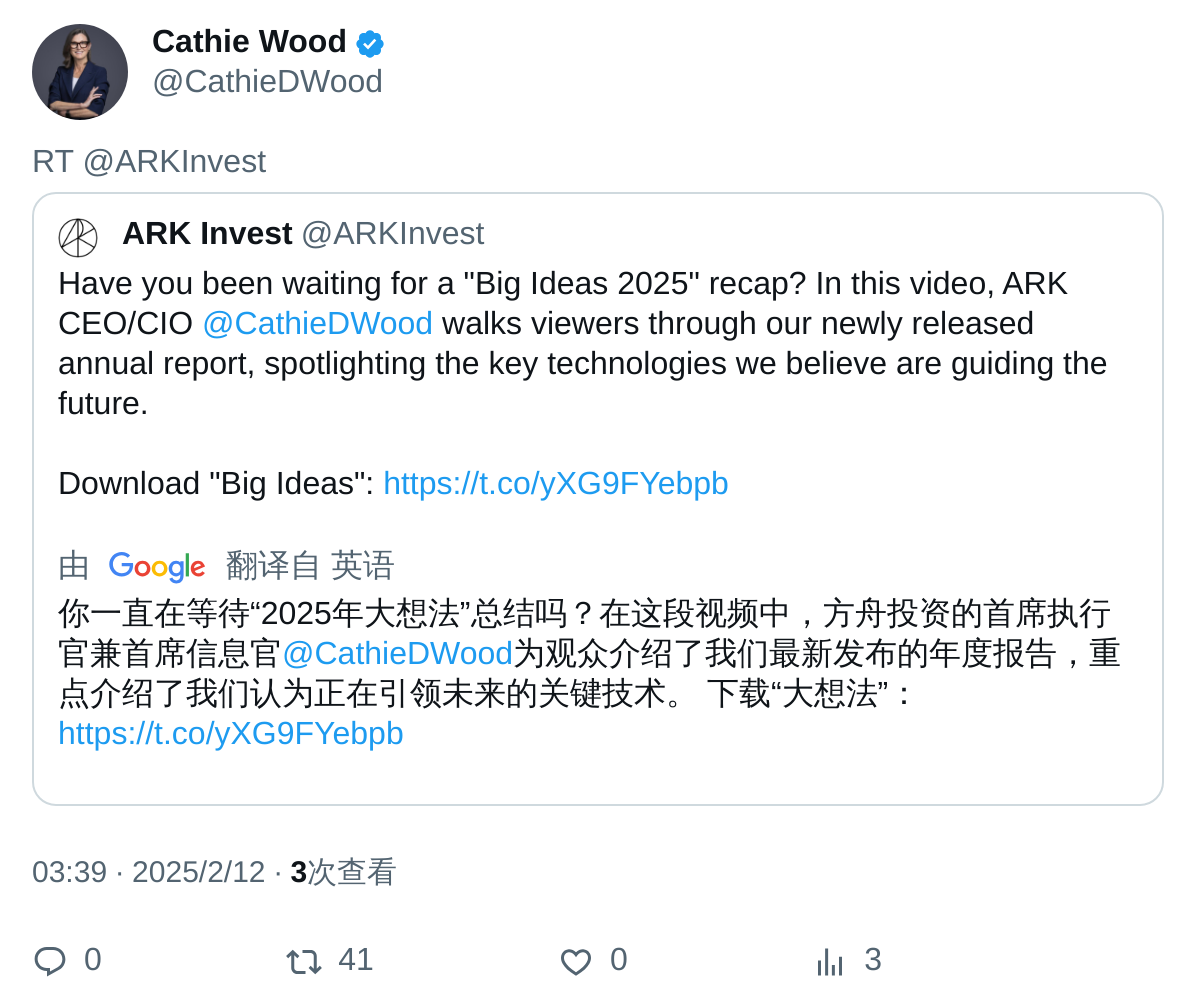 Cathie Wood
@CathieDWood
RT @ARKInvest
ARK Invest @ARKInvest
Have you been waiting for a "Big Ideas 2025" recap? In this video, ARK
CEO/CIO @CathieDWood walks viewers through our newly released
annual report, spotlighting the key technologies we believe are guiding the
future.
Download "Big Ideas": https://t.co/yXG9FYebpb
由 Google 翻译自 英语
你一直在等待“2025年大想法”总结吗？在这段视频中，方舟投资的首席执行
官兼首席信息官@CathieDWood为观众介绍了我们最新发布的年度报告，重
点介绍了我们认为正在引领未来的关键技术。 下载“大想法”：
https://t.co/yXG9FYebpb
03:39 · 2025/2/12 · 3次查看
0 41 0 3